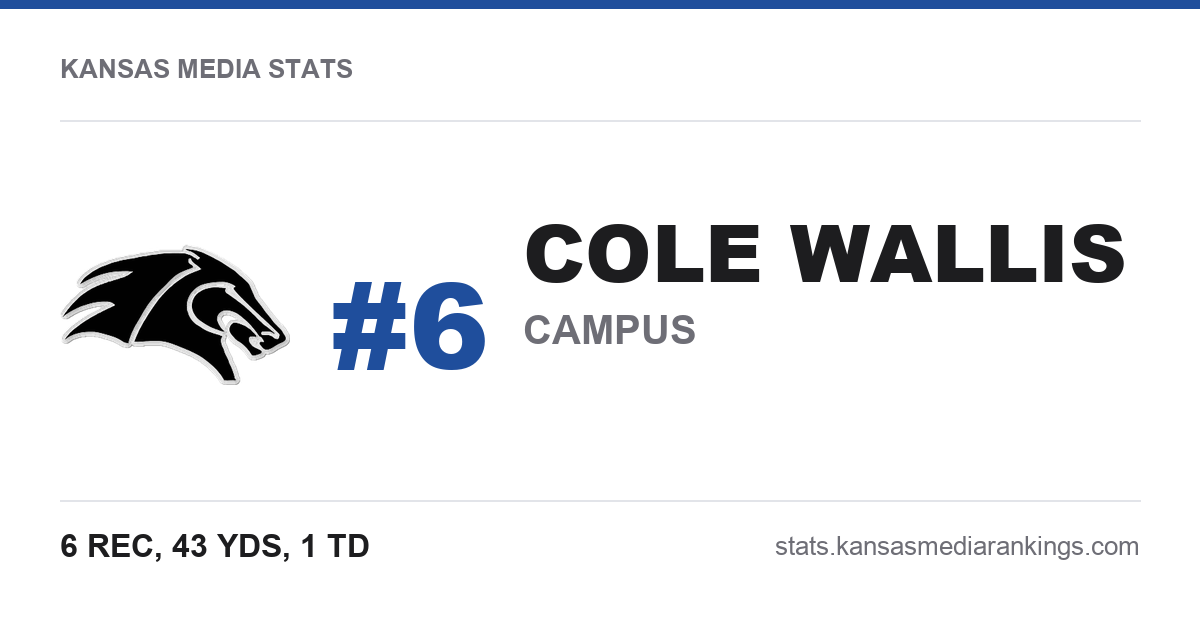 KANSAS MEDIA STATS
#6
COLE WALLIS
CAMPUS
6 REC, 43 YDS, 1 TD
stats.kansasmediarankings.com